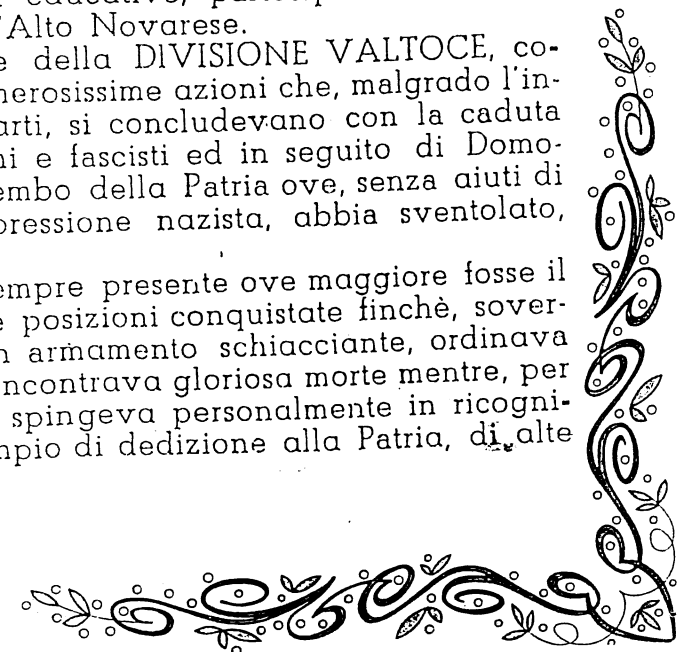 educativo,
l'Alto Novarese.
e della DIVISIONE VALTOCE, co-
nerosissime azioni che, malgrado l'in-
arti, si concludevano con la caduta
ni e fascisti ed in seguito di Domo-
embo della Patria ove, senza aiuti di
pressione nazista, abbia sventolato,
empre presente ove maggiore fosse il
e posizioni conquistate finchè, sover-
n armamento schiacciante, ordinava
ncontrava gloriosa morte mentre, per
spingeva personalmente in ricogni-
mpio di dedizione alla Patria, di alte